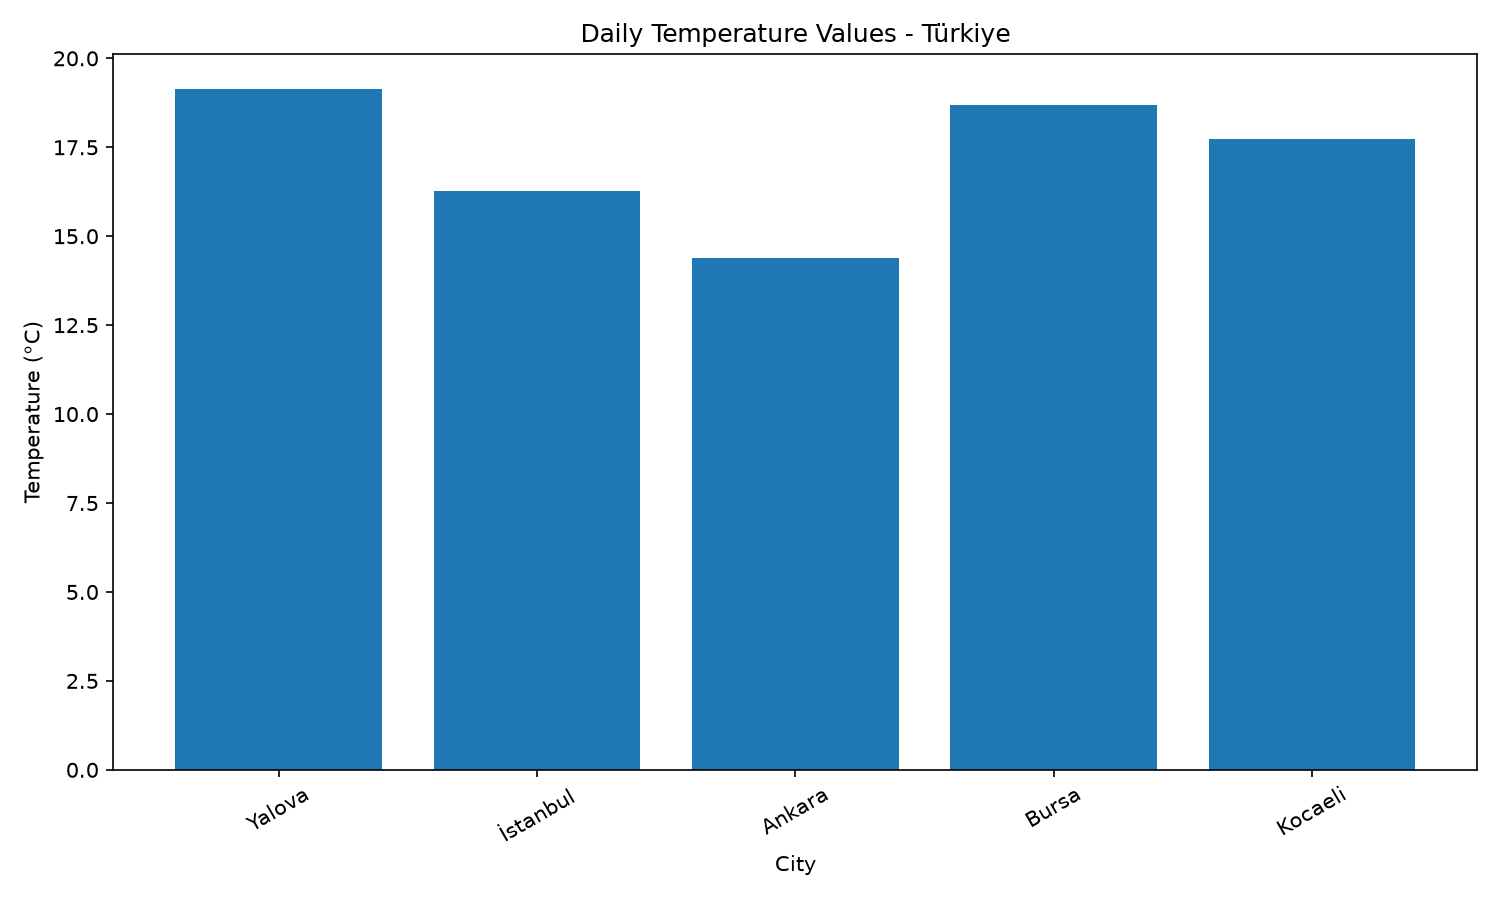 Daily Temperature Values - Türkiye
Temperature (°C)
20.0
17.5
15.0
12.5
10.0
7.5
5.0
2.5
0.0
Yalova
İstanbul
Ankara
Bursa
Kocaeli
City